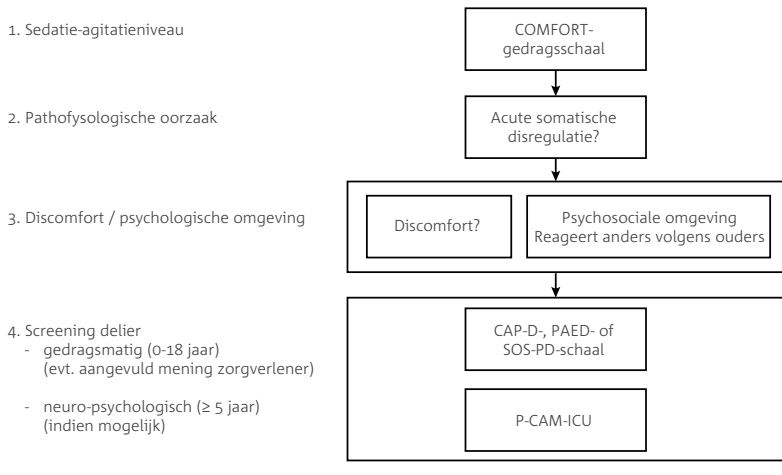 1. Sedatie-agitatieniveau
COMFORT-
gedragsschaal
2. Pathofysologische oorzaak
Acute somatische
disregulatie?
3. Discomfort / psychologische omgeving
Discomfort?
Psychosociale omgeving
Reageert anders volgens ouders
4. Screening delier
- gedragsmatig (0-18 jaar)
(evt. aangevuld mening zorgverlener)
CAP-D-, PAED- of
SOS-PD-schaal
- neuro-psychologisch (≥ 5 jaar)
(indien mogelijk)
P-CAM-ICU